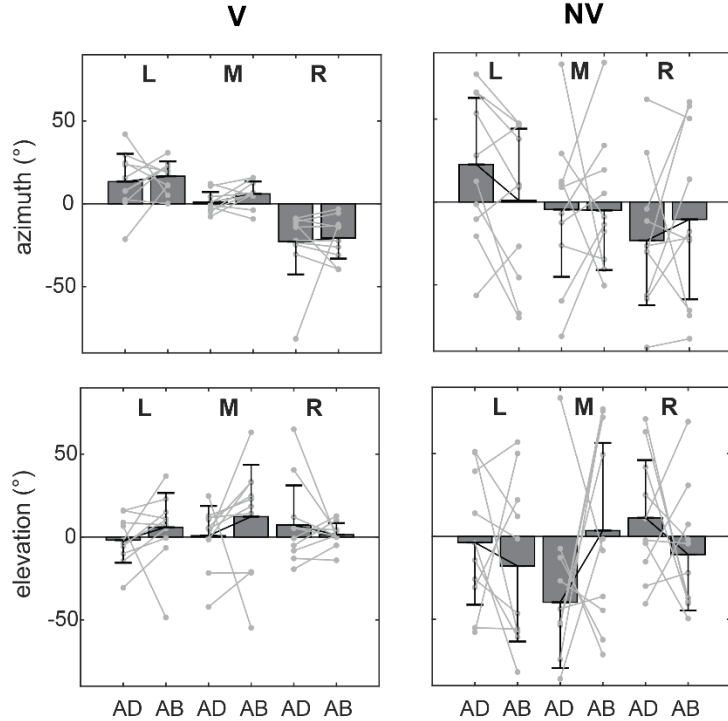 V NV
L M R L M R
azimuth (°)
50
0
-50
L M R L M R
elevation (°)
50
0
-50
AD AB AD AB AD AB AD AB AD AB AD AB